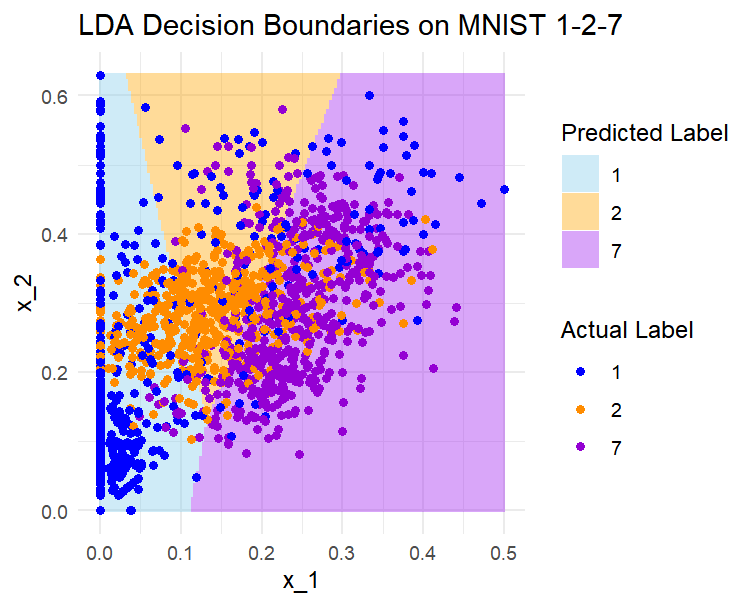 LDA Decision Boundaries on MNIST 1-2-7
x_2
0.6
0.4
0.2
0.0
0.0 0.1 0.2 0.3 0.4 0.5
x_1
Predicted Label
1
2
7
Actual Label
1
2
7